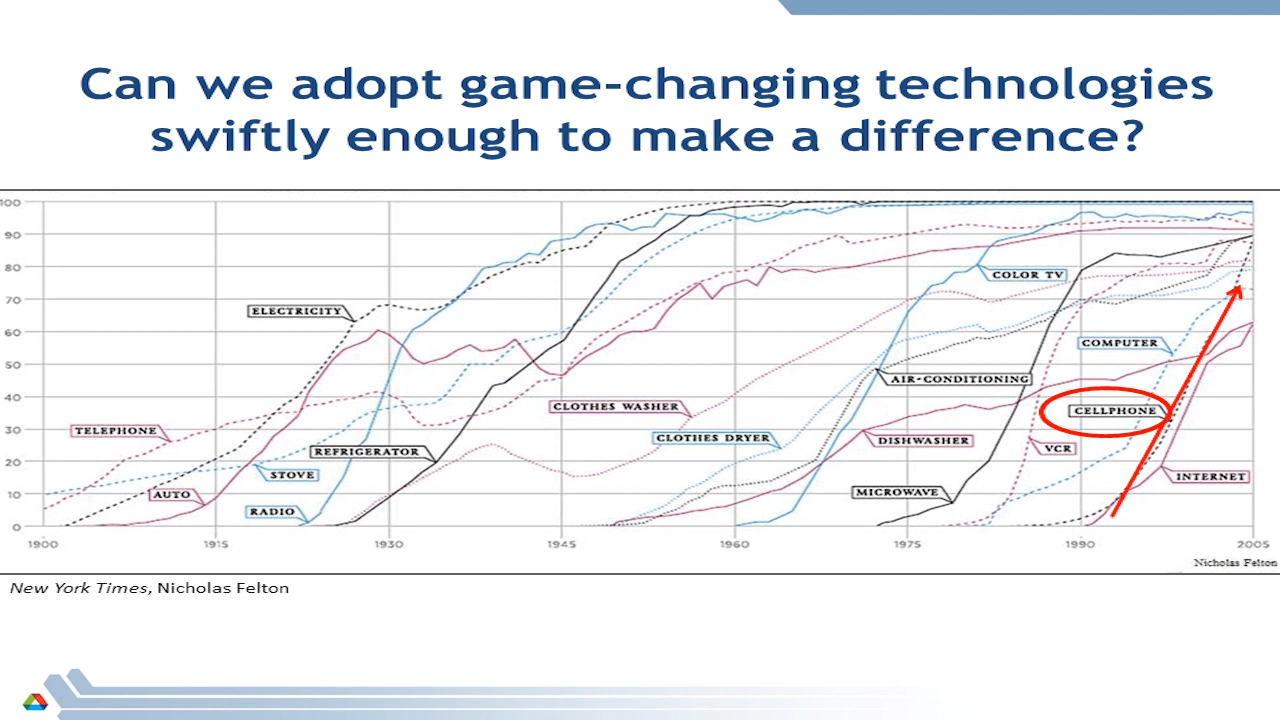 Can we adopt game-changing technologies
swiftly enough to make a difference?
100
90
80
70
60
50
40
30
20
10
0
ELECTRICITY
TELEPHONE
AUTO
STOVE
RADIO
REFRIGERATOR
CLOTHES WASHER
CLOTHES DRYER
COLOR TV
AIR-CONDITIONING
DISHWASHER
MICROWAVE
COMPUTER
CELLPHONE
VCR
INTERNET
1900 1915 1930 1945 1960 1975 1990 2005
Nicholas Felton
New York Times, Nicholas Felton